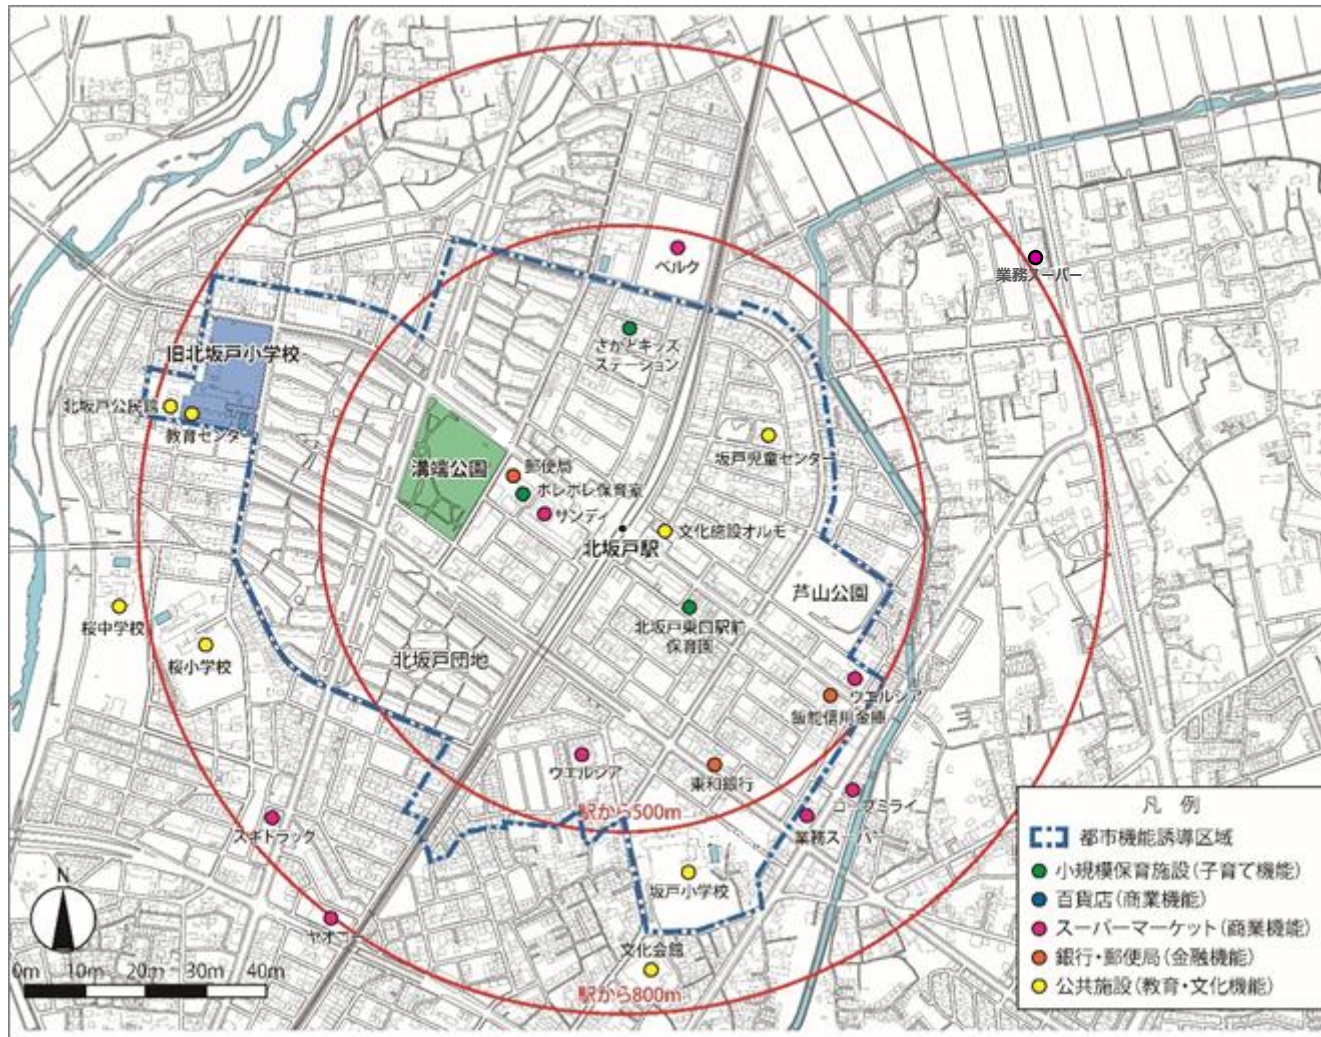 ベルク
業務スーパー
さかどキッズ
ステーション
旧北坂戸小学校
北坂戸公民館
教育センター
坂戸児童センター
溝端公園
郵便局
ポレポレ保育室
サンディ
文化施設オルモ
北坂戸駅
芦山公園
桜中学校
北坂戸東口駅前
保育園
桜小学校
北坂戸団地
ウエルシア
飯能信用金庫
ウエルシア
東和銀行
コープミライ
駅から500m
業務スーパー
スギドラック
坂戸小学校
ヤオコー
文化会館
駅から800m
N
0m 10m 20m 30m 40m
凡 例
都市機能誘導区域
小規模保育施設(子育て機能)
百貨店(商業機能)
スーパーマーケット(商業機能)
銀行・郵便局(金融機能)
公共施設(教育・文化機能)